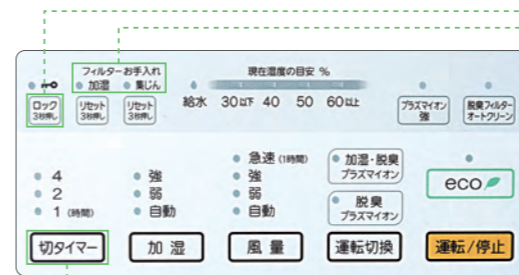 フィルターお手入れ
加湿 集じん
現在湿度の目安 %
ロック
3秒押し
リセット
3秒押し
リセット
3秒押し
給水 30以下 40 50 60以上
プラズマイオン
強
脱臭フィルター
オートクリーン
4
2
1 (時間)
強
弱
自動
急速 (1時間)
強
弱
自動
加湿・脱臭
プラズマイオン
脱臭
プラズマイオン
eco
切タイマー 加湿 風量 運転切換 運転/停止